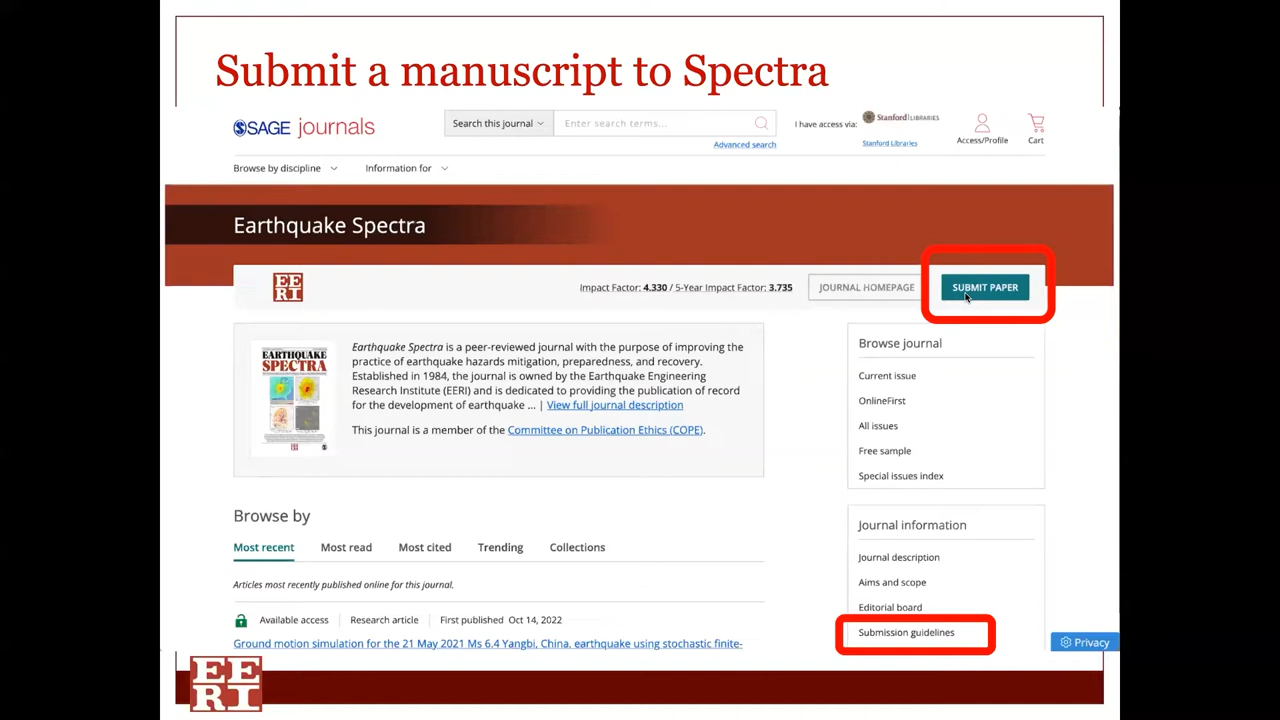 Submit a manuscript to Spectra
SAGE journals
Search this journal
Enter search terms...
Advanced search
I have access via:
Stanford LIBRARIES
Stanford Libraries
Access/Profile
Cart
Browse by discipline
Information for
Earthquake Spectra
EE
RI
Impact Factor: 4.330 / 5-Year Impact Factor: 3.735
JOURNAL HOMEPAGE
SUBMIT PAPER
EARTHQUAKE
SPECTRA
Earthquake Spectra is a peer-reviewed journal with the purpose of improving the
practice of earthquake hazards mitigation, preparedness, and recovery.
Established in 1984, the journal is owned by the Earthquake Engineering
Research Institute (EERI) and is dedicated to providing the publication of record
for the development of earthquake ... | View full journal description
This journal is a member of the Committee on Publication Ethics (COPE).
Browse journal
Current issue
OnlineFirst
All issues
Free sample
Special issues index
Browse by
Most recent
Most read
Most cited
Trending
Collections
Articles most recently published online for this journal.
Available access
Research article
First published Oct 14, 2022
Ground motion simulation for the 21 May 2021 Ms 6.4 Yangbi, China, earthquake using stochastic finite-
Journal information
Journal description
Aims and scope
Editorial board
Submission guidelines
Privacy
EE
RI